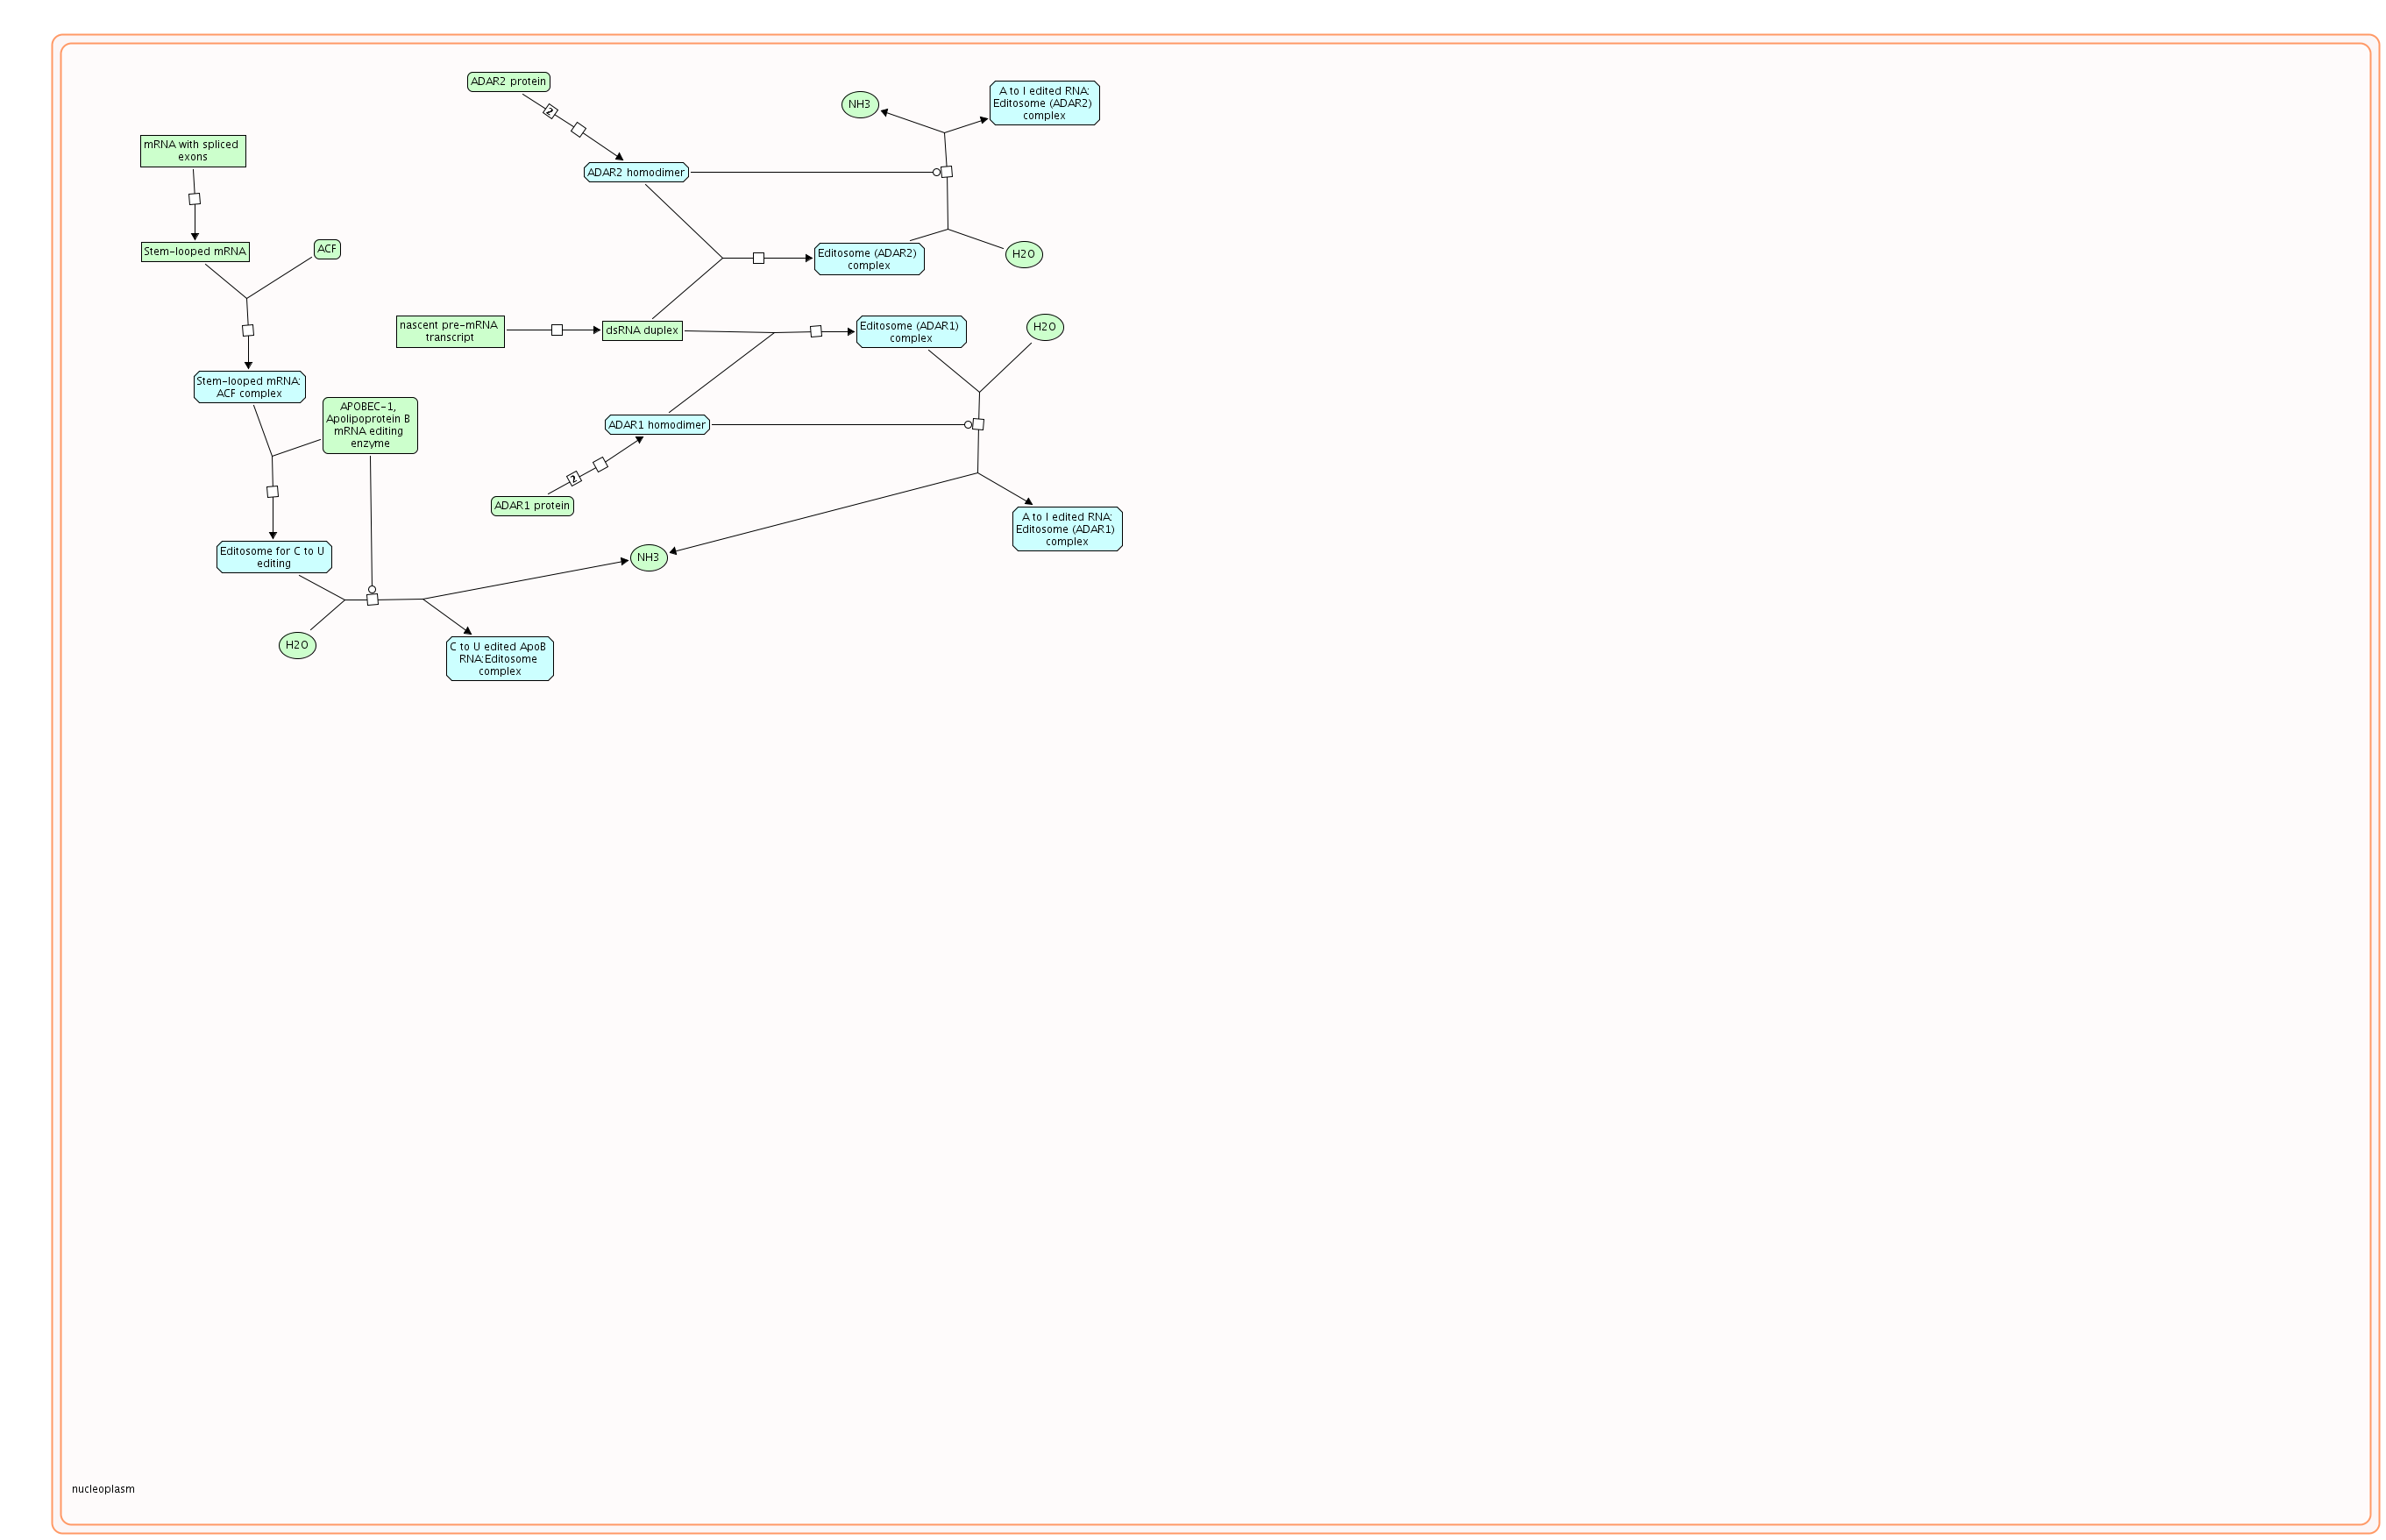 ADAR2 protein
2
NH3
A to I edited RNA:
Editosome (ADAR2)
complex
mRNA with spliced
exons
ADAR2 homodimer
Stem-looped mRNA
ACF
Editosome (ADAR2)
complex
H2O
nascent pre-mRNA
transcript
dsRNA duplex
Editosome (ADAR1)
complex
H2O
Stem-looped mRNA:
ACF complex
APOBEC-1,
Apolipoprotein B
mRNA editing
enzyme
ADAR1 homodimer
2
ADAR1 protein
A to I edited RNA:
Editosome (ADAR1)
complex
Editosome for C to U
editing
NH3
H2O
C to U edited ApoB
RNA:Editosome
complex
nucleoplasm